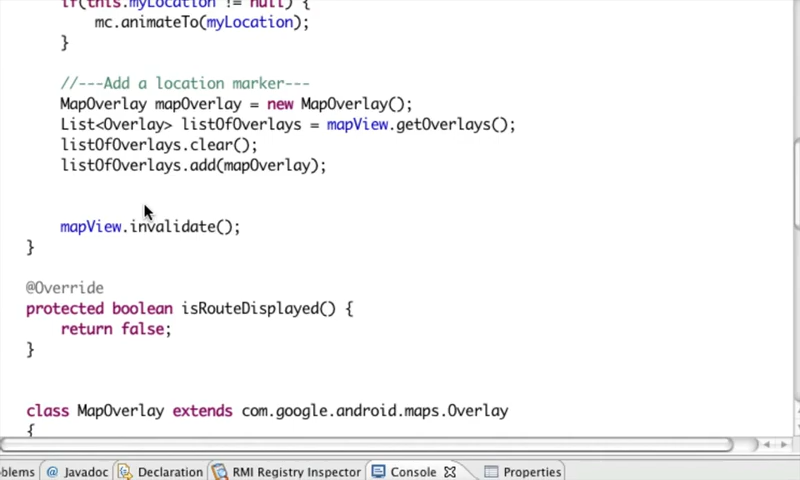 if(this.myLocation != null) {
mc.animateTo(myLocation);
}
//---Add a location marker---
MapOverlay mapOverlay = new MapOverlay();
List<Overlay> listOfOverlays = mapView.getOverlays();
listOfOverlays.clear();
listOfOverlays.add(mapOverlay);
mapView.invalidate();
}
@Override
protected boolean isRouteDisplayed() {
return false;
}
class MapOverlay extends com.google.android.maps.Overlay
{
oblems @ Javadoc Declaration RMI Registry Inspector Console Properties